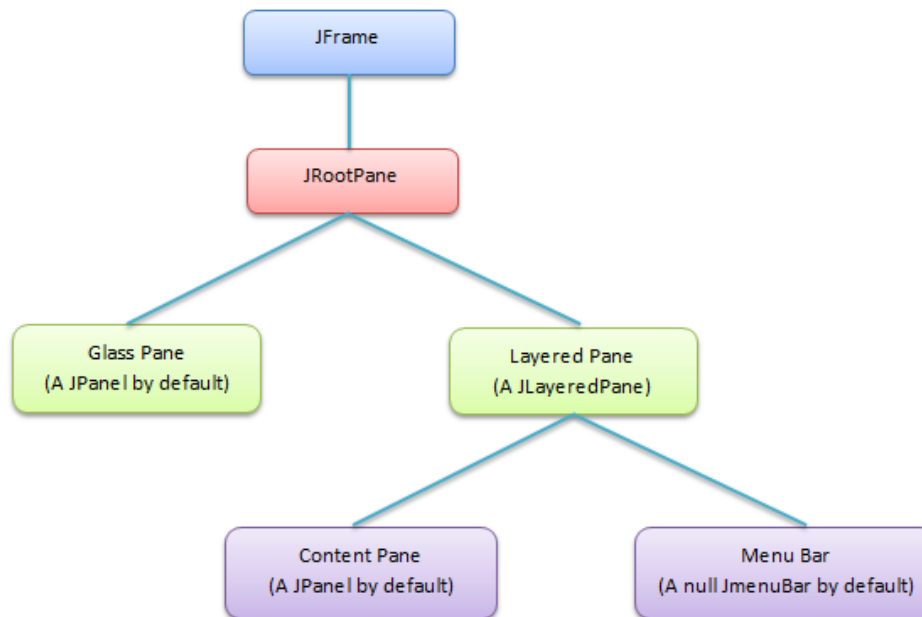 JFrame
JRootPane
Glass Pane
(A JPanel by default)
Layered Pane
(A JLayeredPane)
Content Pane
(A JPanel by default)
Menu Bar
(A null JmenuBar by default)